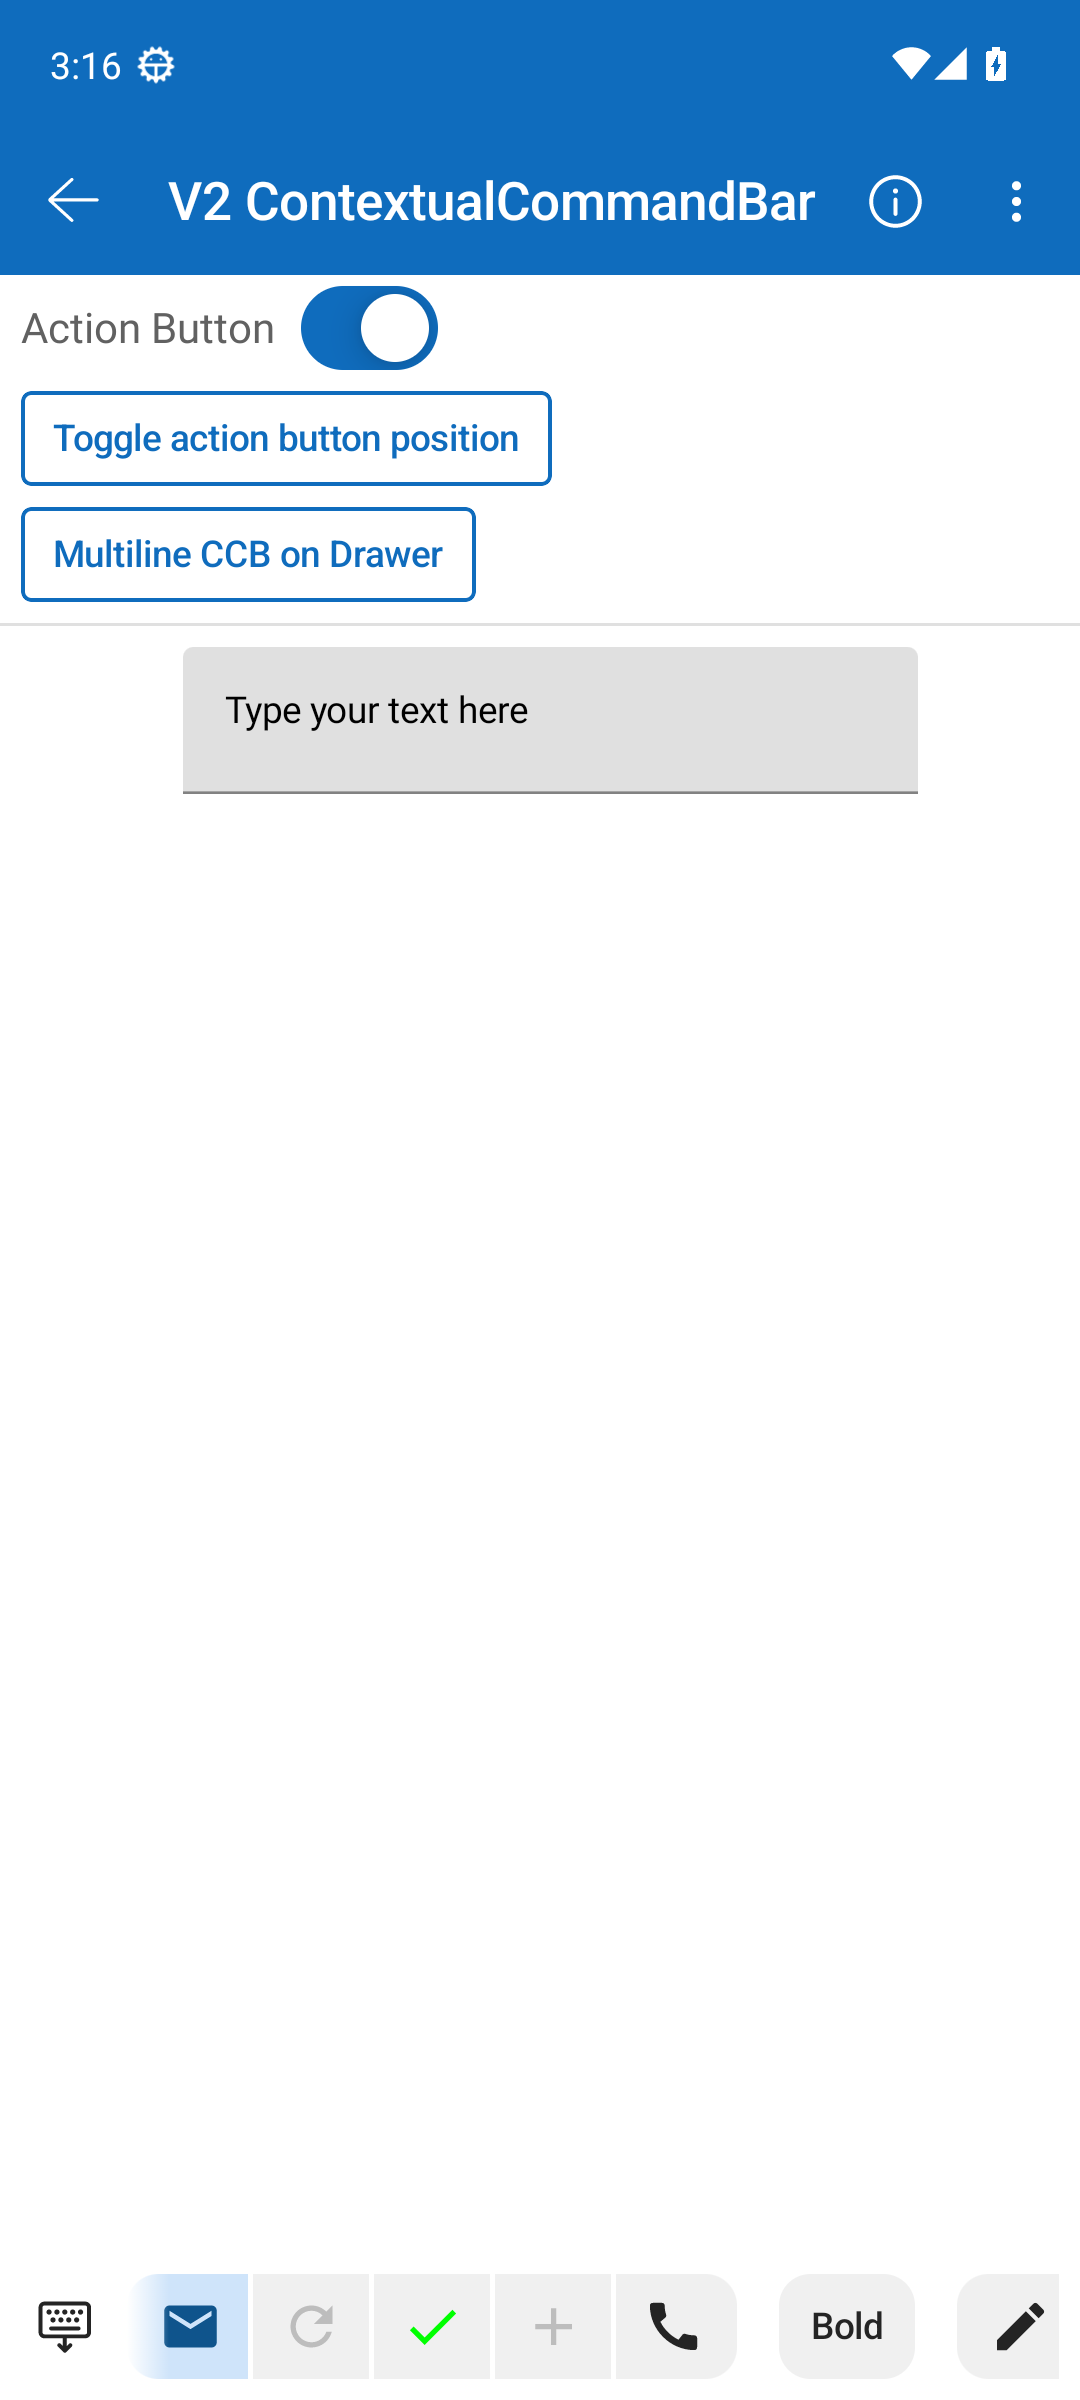 3:16
V2 ContextualCommandBar
Action Button
Toggle action button position
Multiline CCB on Drawer
Type your text here
Bold